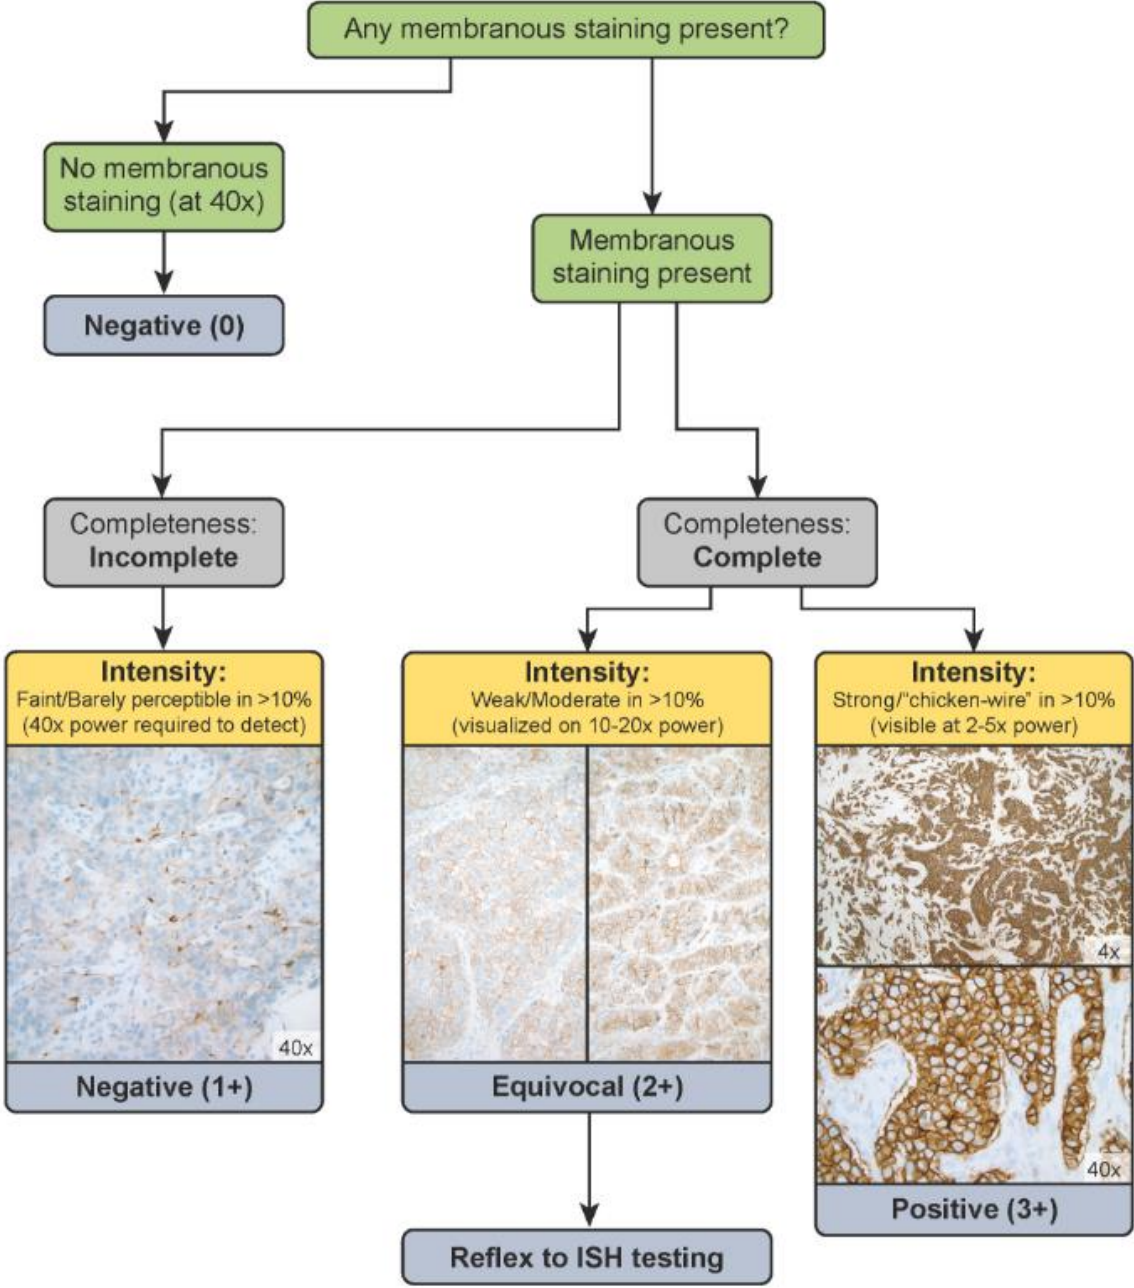 Any membranous staining present?
No membranous
staining (at 40x)
Negative (0)
Membranous
staining present
Completeness:
Incomplete
Completeness:
Complete
Intensity:
Faint/Barely perceptible in >10%
(40x power required to detect)
40x
Negative (1+)
Intensity:
Weak/Moderate in >10%
(visualized on 10-20x power)
Equivocal (2+)
Reflex to ISH testing
Intensity:
Strong/"chicken-wire" in >10%
(visible at 2-5x power)
4x
40x
Positive (3+)